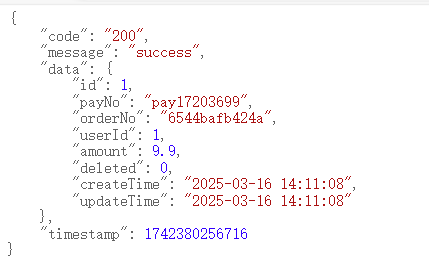 {
    "code": "200",
    "message": "success",
    "data": {
        "id": 1,
        "payNo": "pay17203699",
        "orderNo": "6544bafb424a",
        "userId": 1,
        "amount": 9.9,
        "deleted": 0,
        "createTime": "2025-03-16 14:11:08",
        "updateTime": "2025-03-16 14:11:08"
    },
    "timestamp": 1742380256716
}